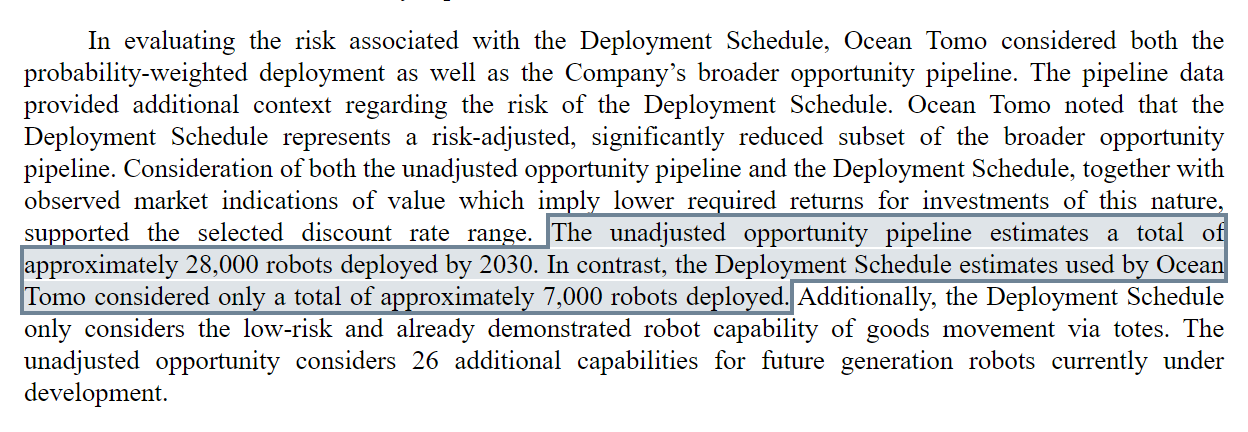 In evaluating the risk associated with the Deployment Schedule, Ocean Tomo considered both the
probability-weighted deployment as well as the Company’s broader opportunity pipeline. The pipeline data
provided additional context regarding the risk of the Deployment Schedule. Ocean Tomo noted that the
Deployment Schedule represents a risk-adjusted, significantly reduced subset of the broader opportunity
pipeline. Consideration of both the unadjusted opportunity pipeline and the Deployment Schedule, together with
observed market indications of value which imply lower required returns for investments of this nature,
supported the selected discount rate range. The unadjusted opportunity pipeline estimates a total of
approximately 28,000 robots deployed by 2030. In contrast, the Deployment Schedule estimates used by Ocean
Tomo considered only a total of approximately 7,000 robots deployed. Additionally, the Deployment Schedule
only considers the low-risk and already demonstrated robot capability of goods movement via totes. The
unadjusted opportunity considers 26 additional capabilities for future generation robots currently under
development.